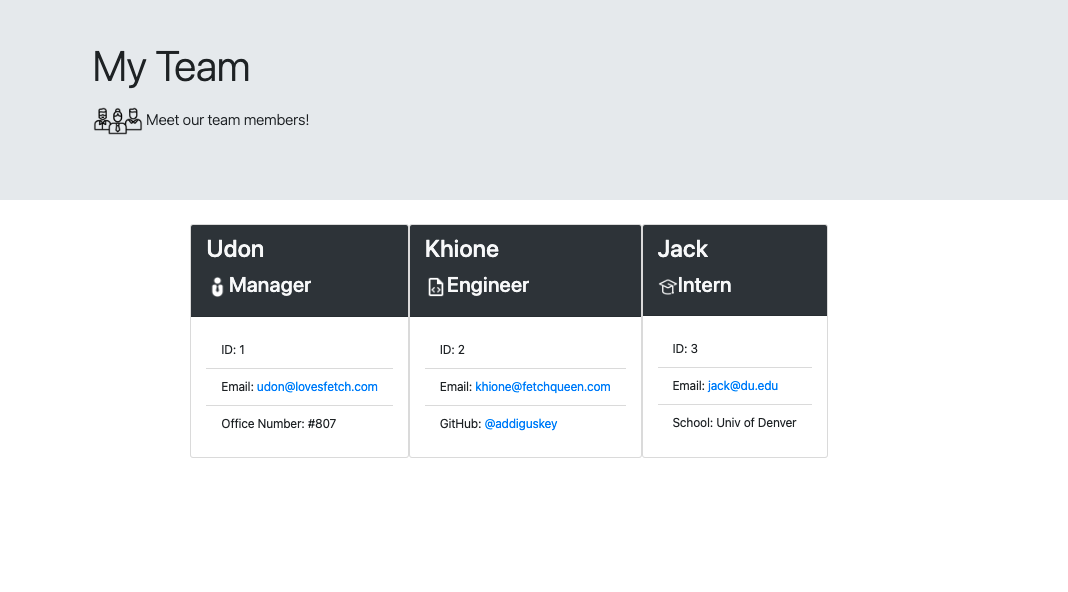 My Team
Meet our team members!
Udon
Manager
ID: 1
Email: udon@lovesfetch.com
Office Number: #807
Khione
Engineer
ID: 2
Email: khione@fetchqueen.com
GitHub: @addiguskey
Jack
Intern
ID: 3
Email: jack@du.edu
School: Univ of Denver